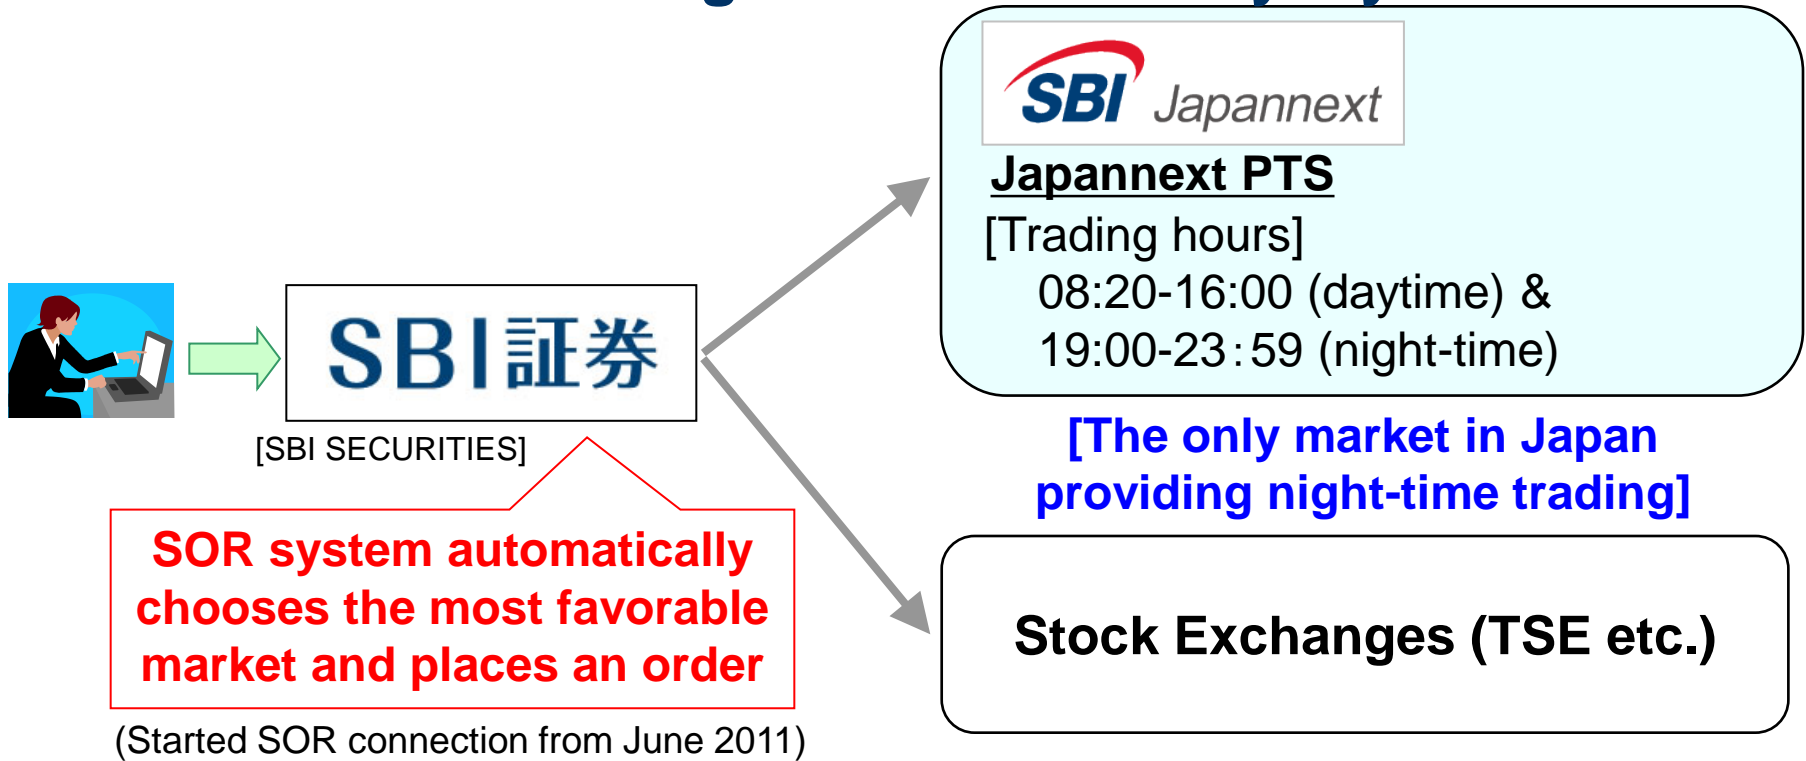 SBI Japannext
Japannext PTS
[Trading hours]
08:20-16:00 (daytime) &
19:00-23:59 (night-time)
SBI証券
[SBI SECURITIES]
[The only market in Japan
providing night-time trading]
SOR system automatically
chooses the most favorable
market and places an order
(Started SOR connection from June 2011)
Stock Exchanges (TSE etc.)